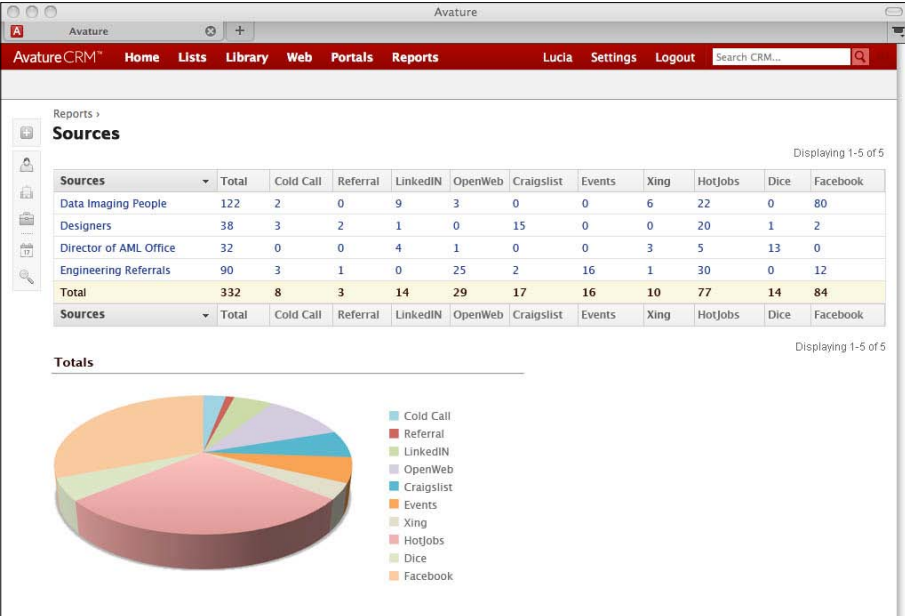 Avature
Avature
AvatureCRM™ Home Lists Library Web Portals Reports Lucia Settings Logout Search CRM...
Reports ›
Sources
Displaying 1-5 of 5
Sources Total Cold Call Referral LinkedIN OpenWeb Craigslist Events Xing HotJobs Dice Facebook
Data Imaging People 122 2 0 9 3 0 0 6 22 0 80
Designers 38 3 2 1 0 15 0 0 20 1 2
Director of AML Office 32 0 0 4 1 0 0 3 5 13 0
Engineering Referrals 90 3 1 0 25 2 16 1 30 0 12
Total 332 8 3 14 29 17 16 10 77 14 84
Sources Total Cold Call Referral LinkedIN OpenWeb Craigslist Events Xing HotJobs Dice Facebook
Displaying 1-5 of 5
Totals
Cold Call
Referral
LinkedIN
OpenWeb
Craigslist
Events
Xing
HotJobs
Dice
Facebook